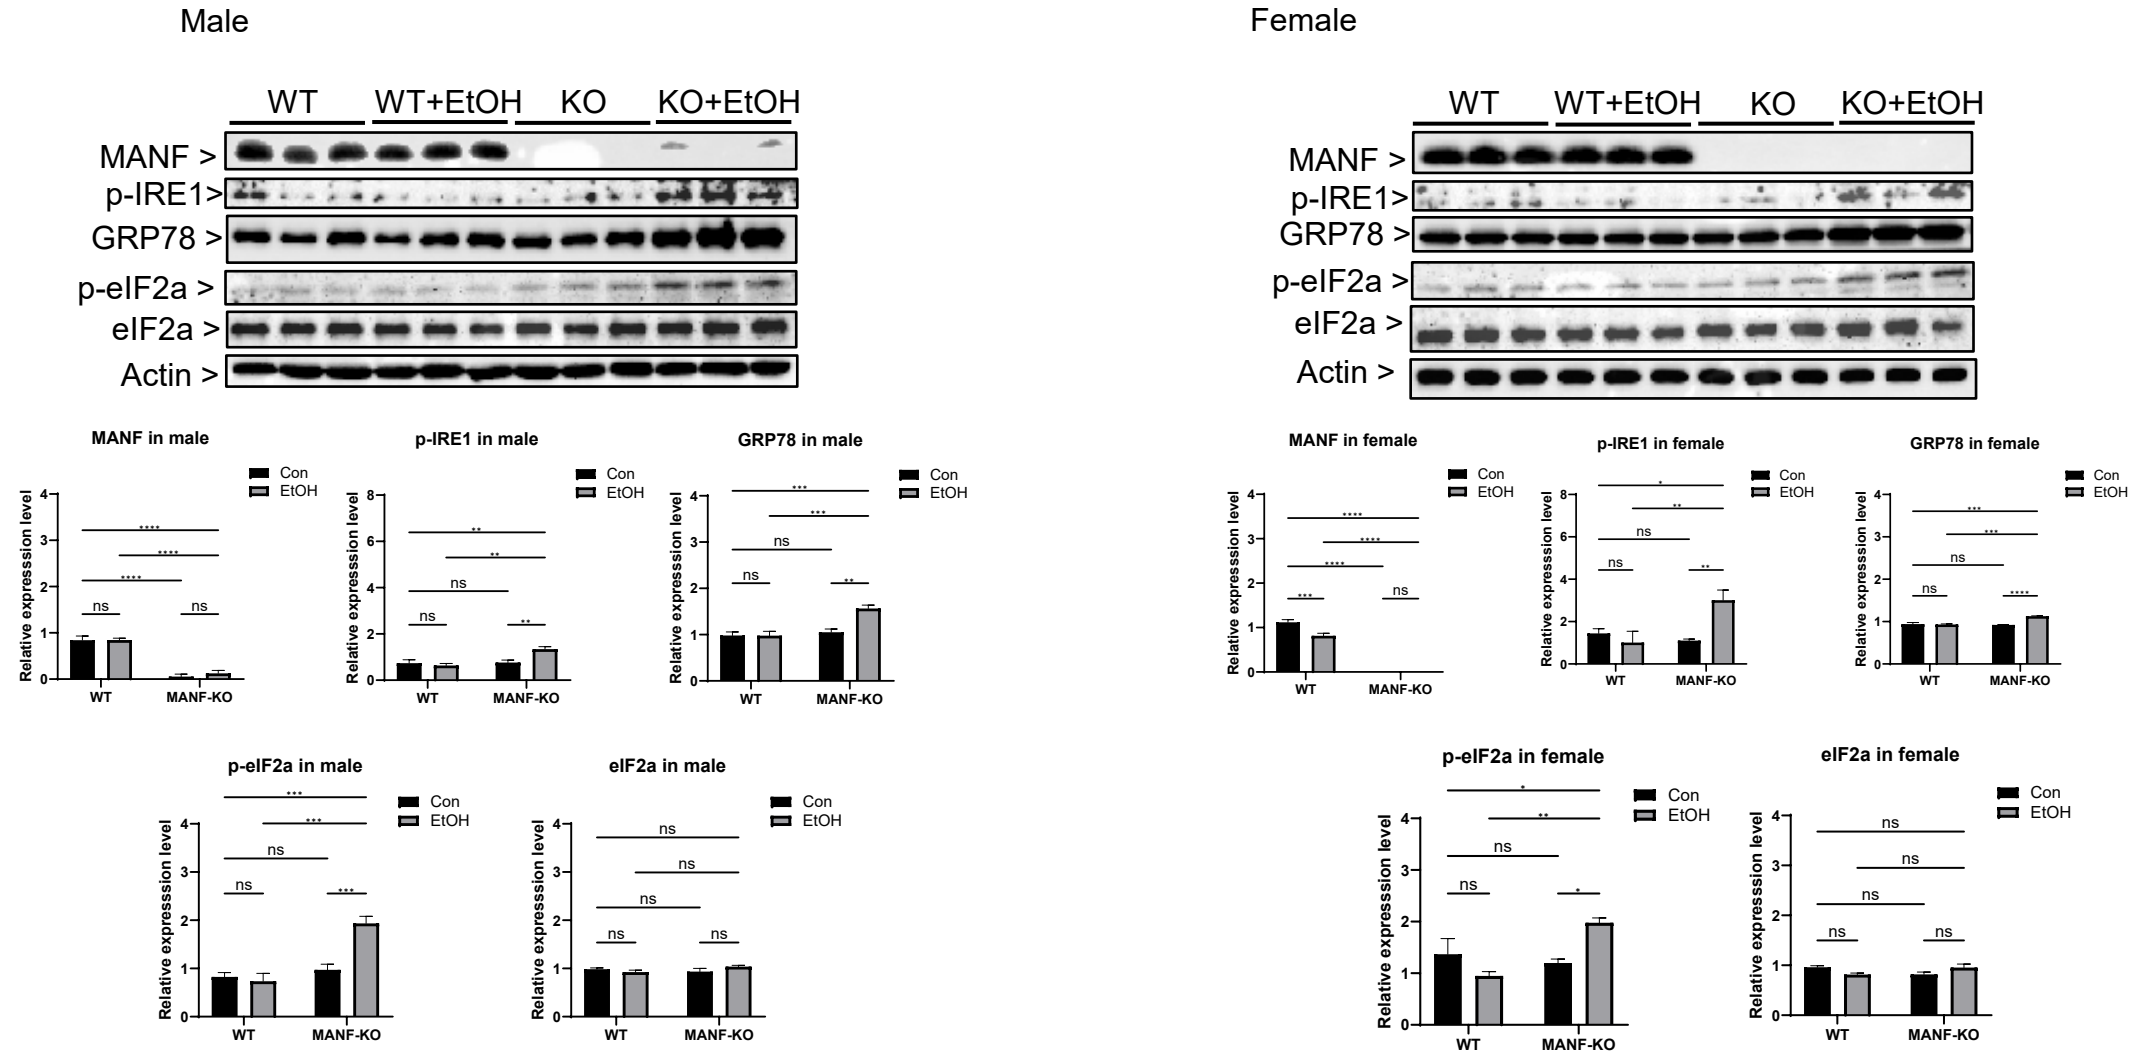 Male
Female
WT WT+EtOH KO KO+EtOH
MANF >
p-IRE1>
GRP78 >
p-eIF2a >
eIF2a >
Actin >
WT WT+EtOH KO KO+EtOH
MANF >
p-IRE1>
GRP78 >
p-eIF2a >
eIF2a >
Actin >
MANF in male
Con
EtOH
Relative expresssion level
4
3
2
1
0
****
****
****
ns ns
WT MANF-KO
p-IRE1 in male
Con
EtOH
Relative expresssion level
8
6
4
2
0
**
**
ns
ns **
WT MANF-KO
GRP78 in male
Con
EtOH
Relative expresssion level
4
3
2
1
0
***
***
ns
ns **
WT MANF-KO
MANF in female
Con
EtOH
Relative expresssion level
4
3
2
1
0
****
****
****
*** ns
WT MANF-KO
p-IRE1 in female
Con
EtOH
Relative expresssion level
8
6
4
2
0
*
**
ns
ns **
WT MANF-KO
GRP78 in female
Con
EtOH
Relative expresssion level
4
3
2
1
0
***
***
ns
ns ****
WT MANF-KO
p-eIF2a in male
Con
EtOH
Relative expresssion level
4
3
2
1
0
***
***
ns
ns ***
WT MANF-KO
eIF2a in male
Con
EtOH
Relative expresssion level
4
3
2
1
0
ns
ns
ns
ns ns
WT MANF-KO
p-eIF2a in female
Con
EtOH
Relative expresssion level
4
3
2
1
0
*
**
ns
ns *
WT MANF-KO
eIF2a in female
Con
EtOH
Relative expresssion level
4
3
2
1
0
ns
ns
ns
ns ns
WT MANF-KO